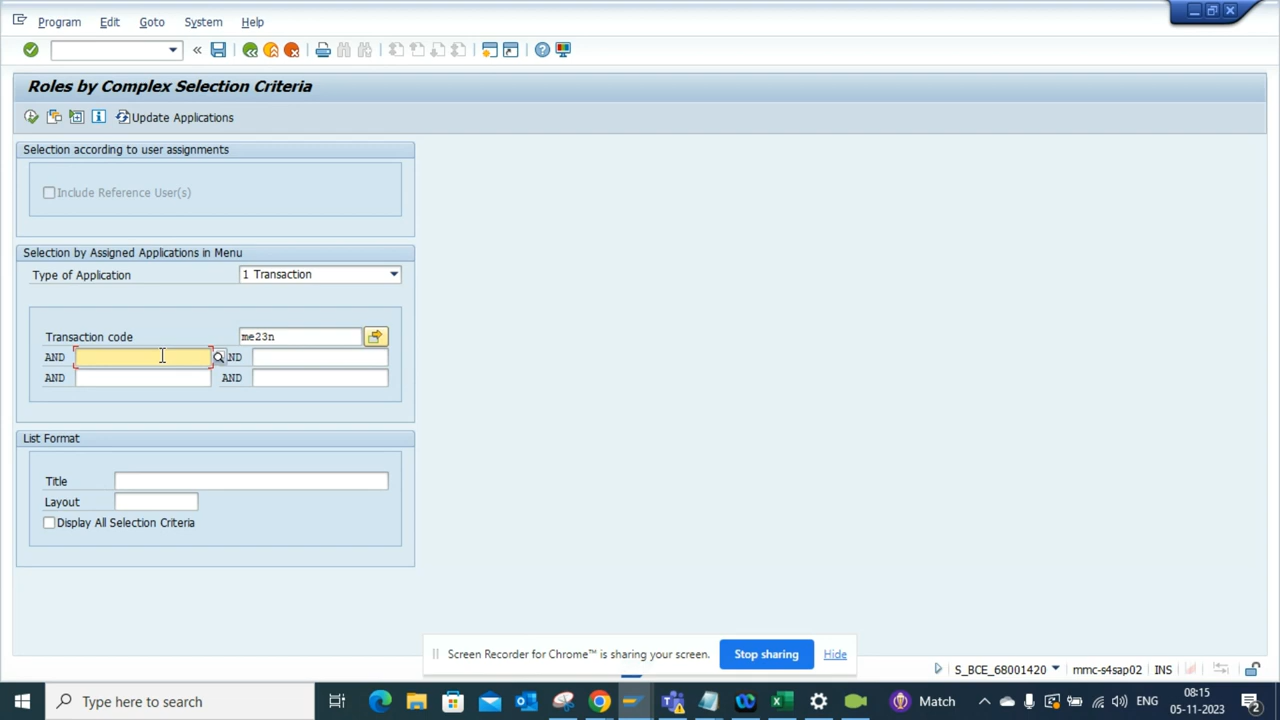 Program Edit Goto System Help
Roles by Complex Selection Criteria
Update Applications
Selection according to user assignments
Include Reference User(s)
Selection by Assigned Applications in Menu
Type of Application 1 Transaction
Transaction code me23n
AND ND
AND AND
List Format
Title
Layout
Display All Selection Criteria
Screen Recorder for Chrome™ is sharing your screen. Stop sharing Hide
S_BCE_68001420 mmc-s4sap02 INS
Type here to search Match ENG 08:15
05-11-2023 2